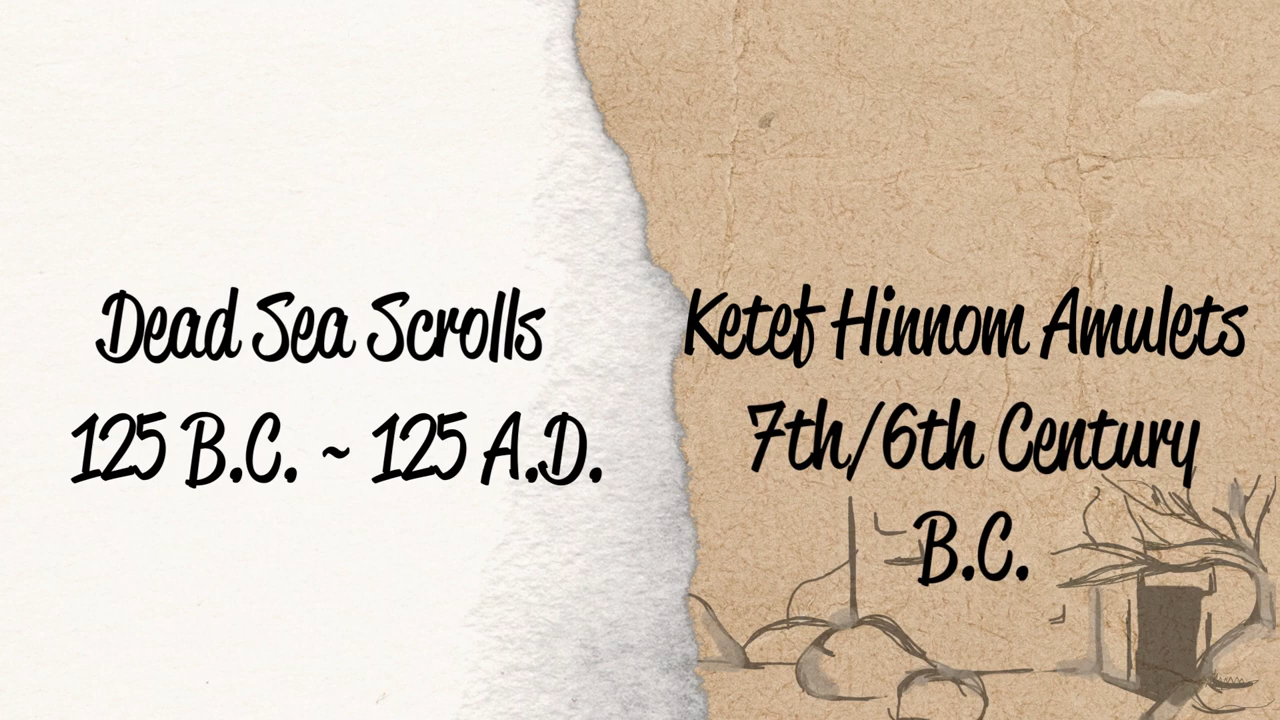 Dead Sea Scrolls
125 B.C. ~ 125 A.D.
Ketef Hinnom Amulets
7th/6th Century
B.C.